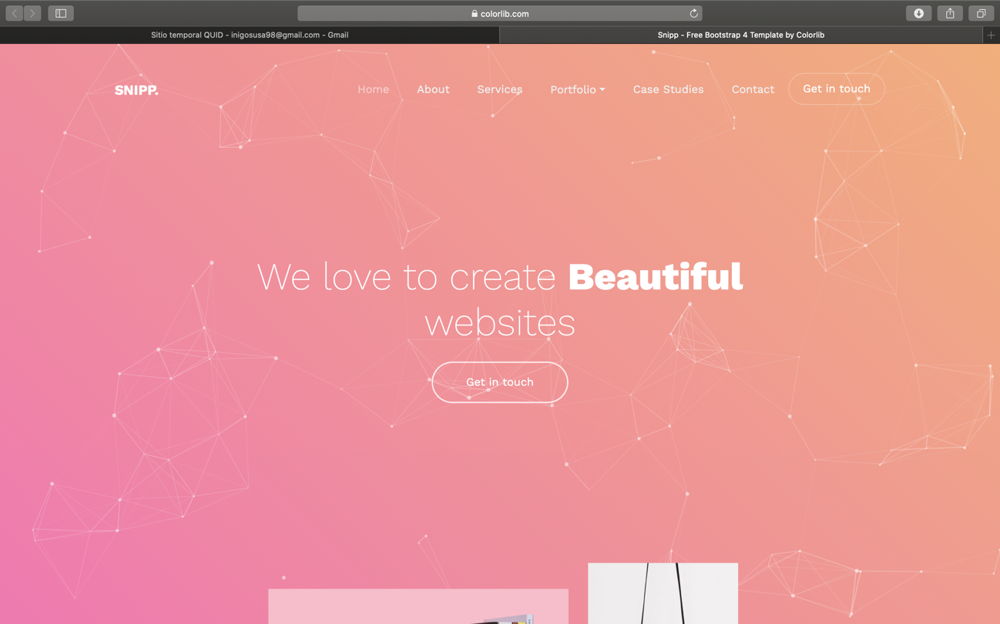 colorlib.com
Sitio temporal QUID - inigosusa98@gmail.com - Gmail
Snipp - Free Bootstrap 4 Template by Colorlib
SNIPP.
Home
About
Services
Portfolio
Case Studies
Contact
Get in touch
We love to create Beautiful
websites
Get in touch